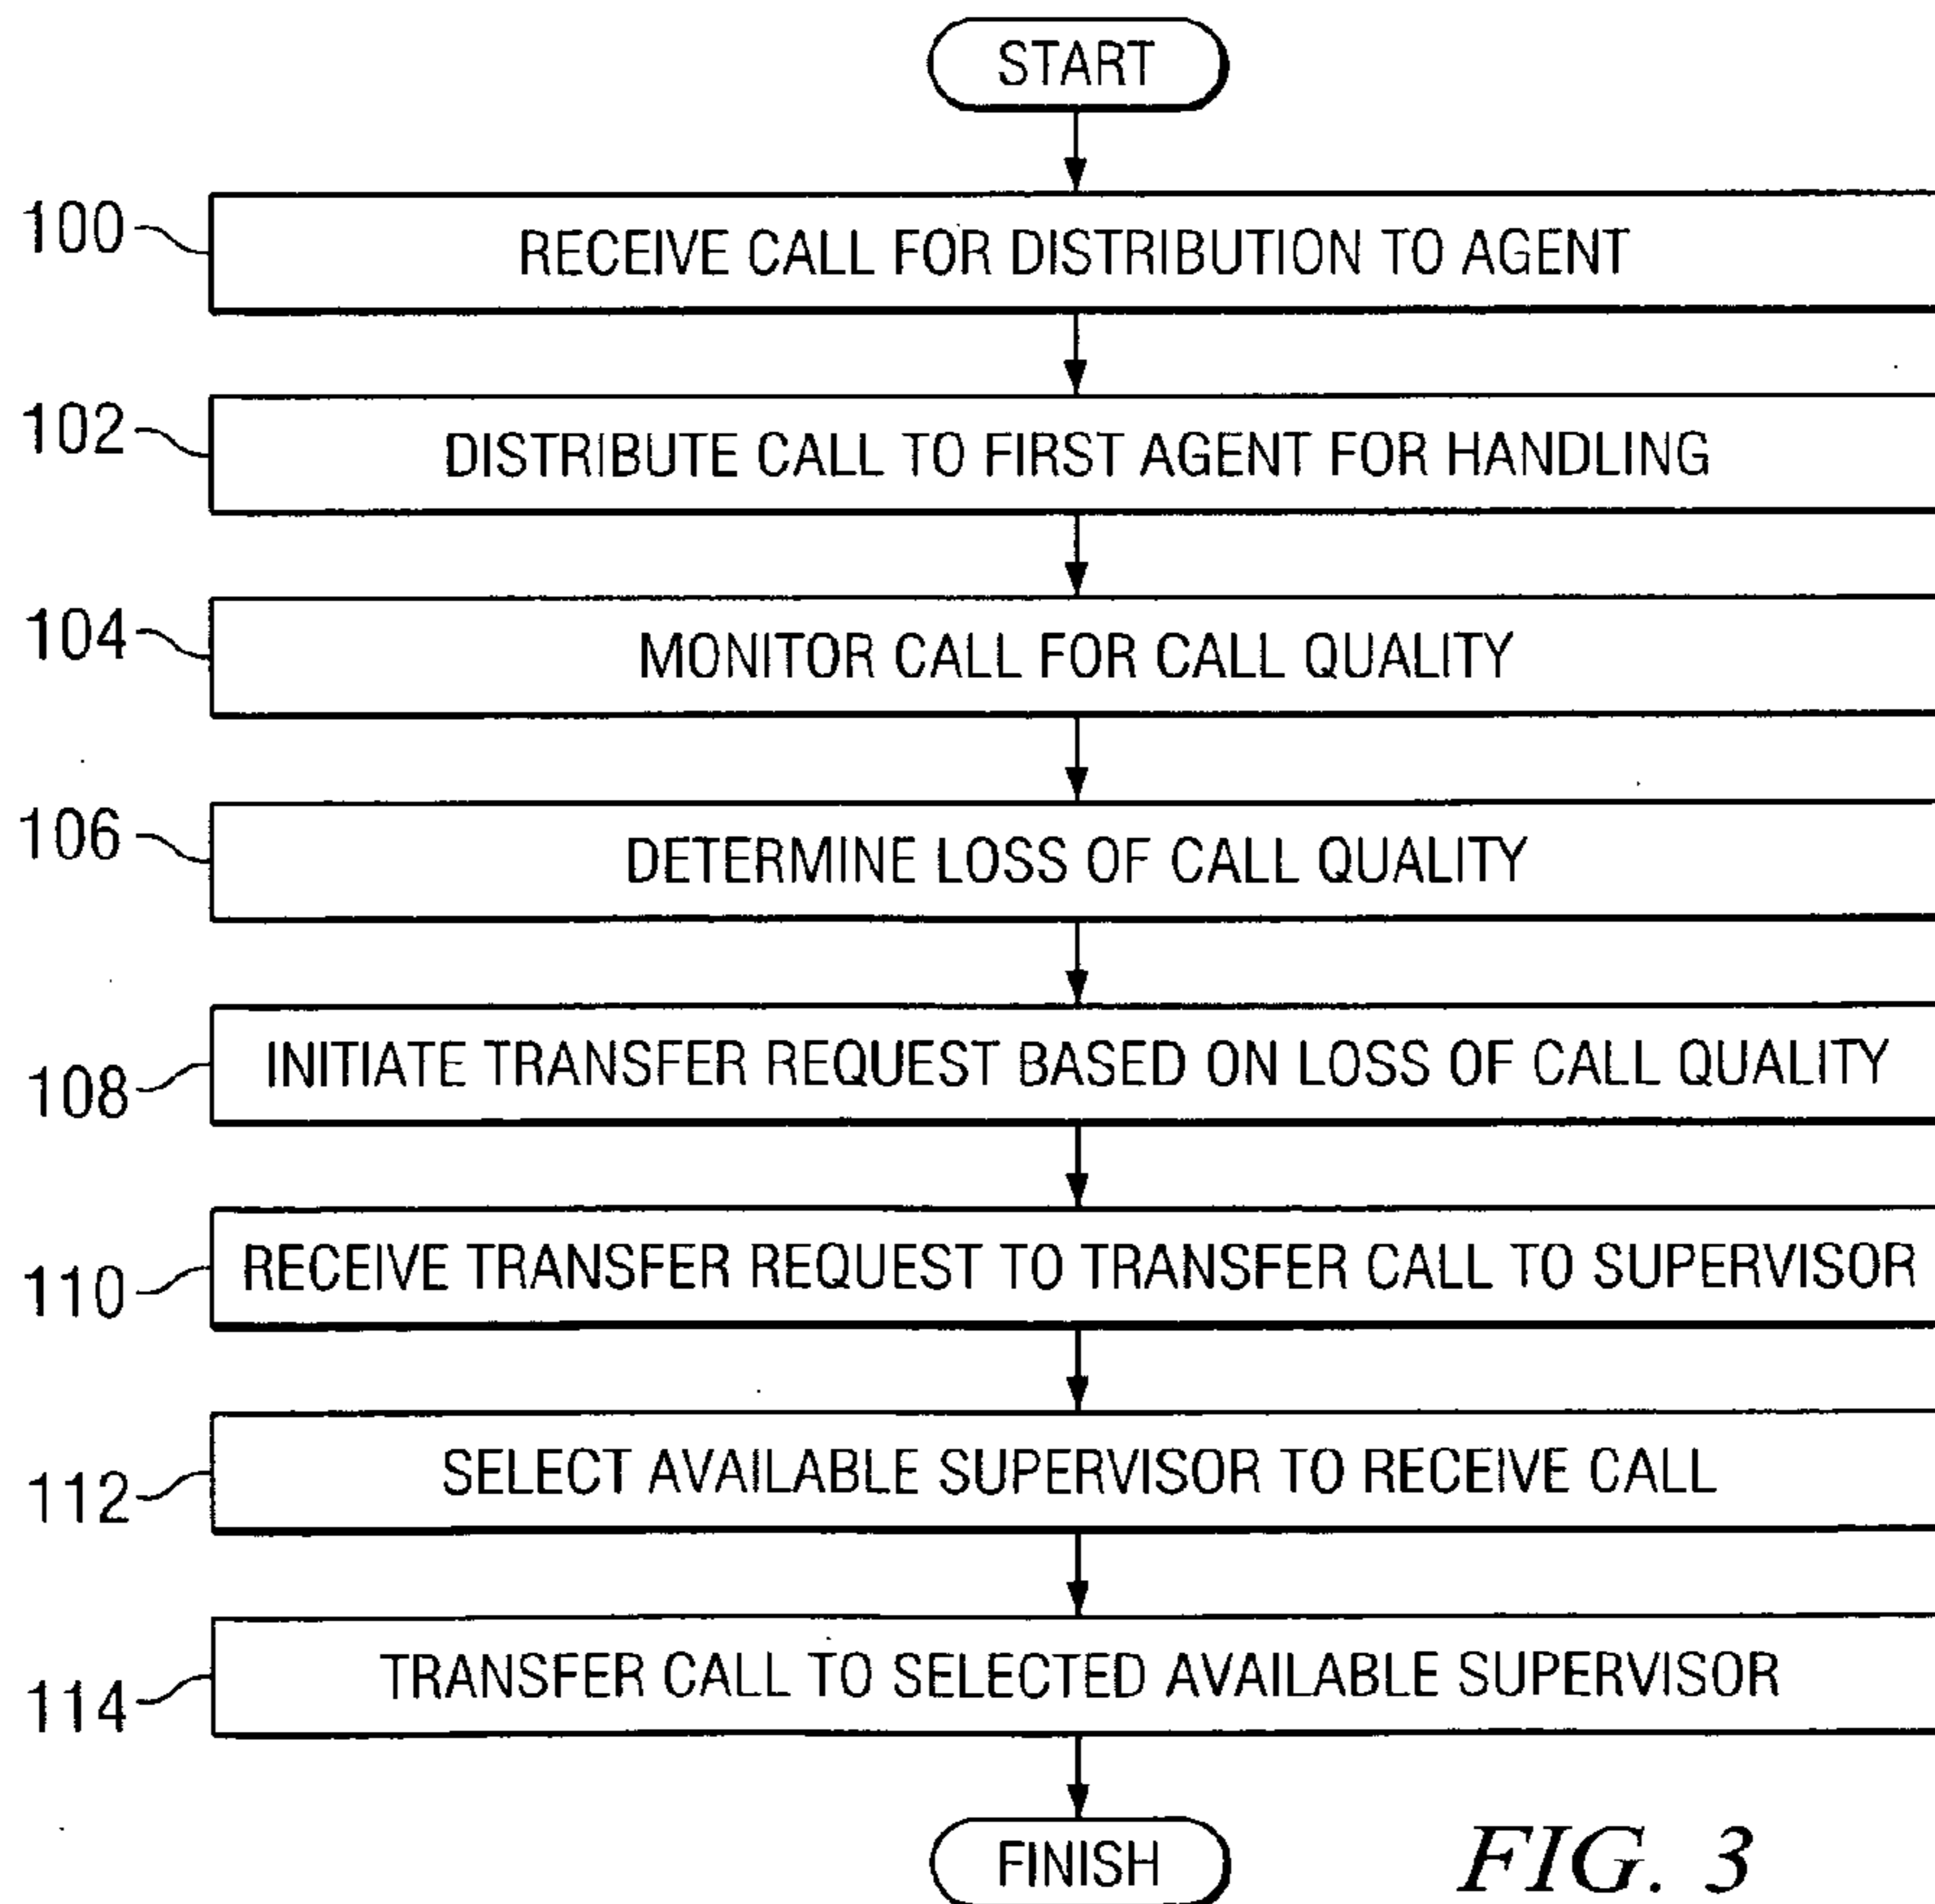 START
100
RECEIVE CALL FOR DISTRIBUTION TO AGENT
102
DISTRIBUTE CALL TO FIRST AGENT FOR HANDLING
104
MONITOR CALL FOR CALL QUALITY
106
DETERMINE LOSS OF CALL QUALITY
108
INITIATE TRANSFER REQUEST BASED ON LOSS OF CALL QUALITY
110
RECEIVE TRANSFER REQUEST TO TRANSFER CALL TO SUPERVISOR
112
SELECT AVAILABLE SUPERVISOR TO RECEIVE CALL
114
TRANSFER CALL TO SELECTED AVAILABLE SUPERVISOR
FINISH
FIG. 3